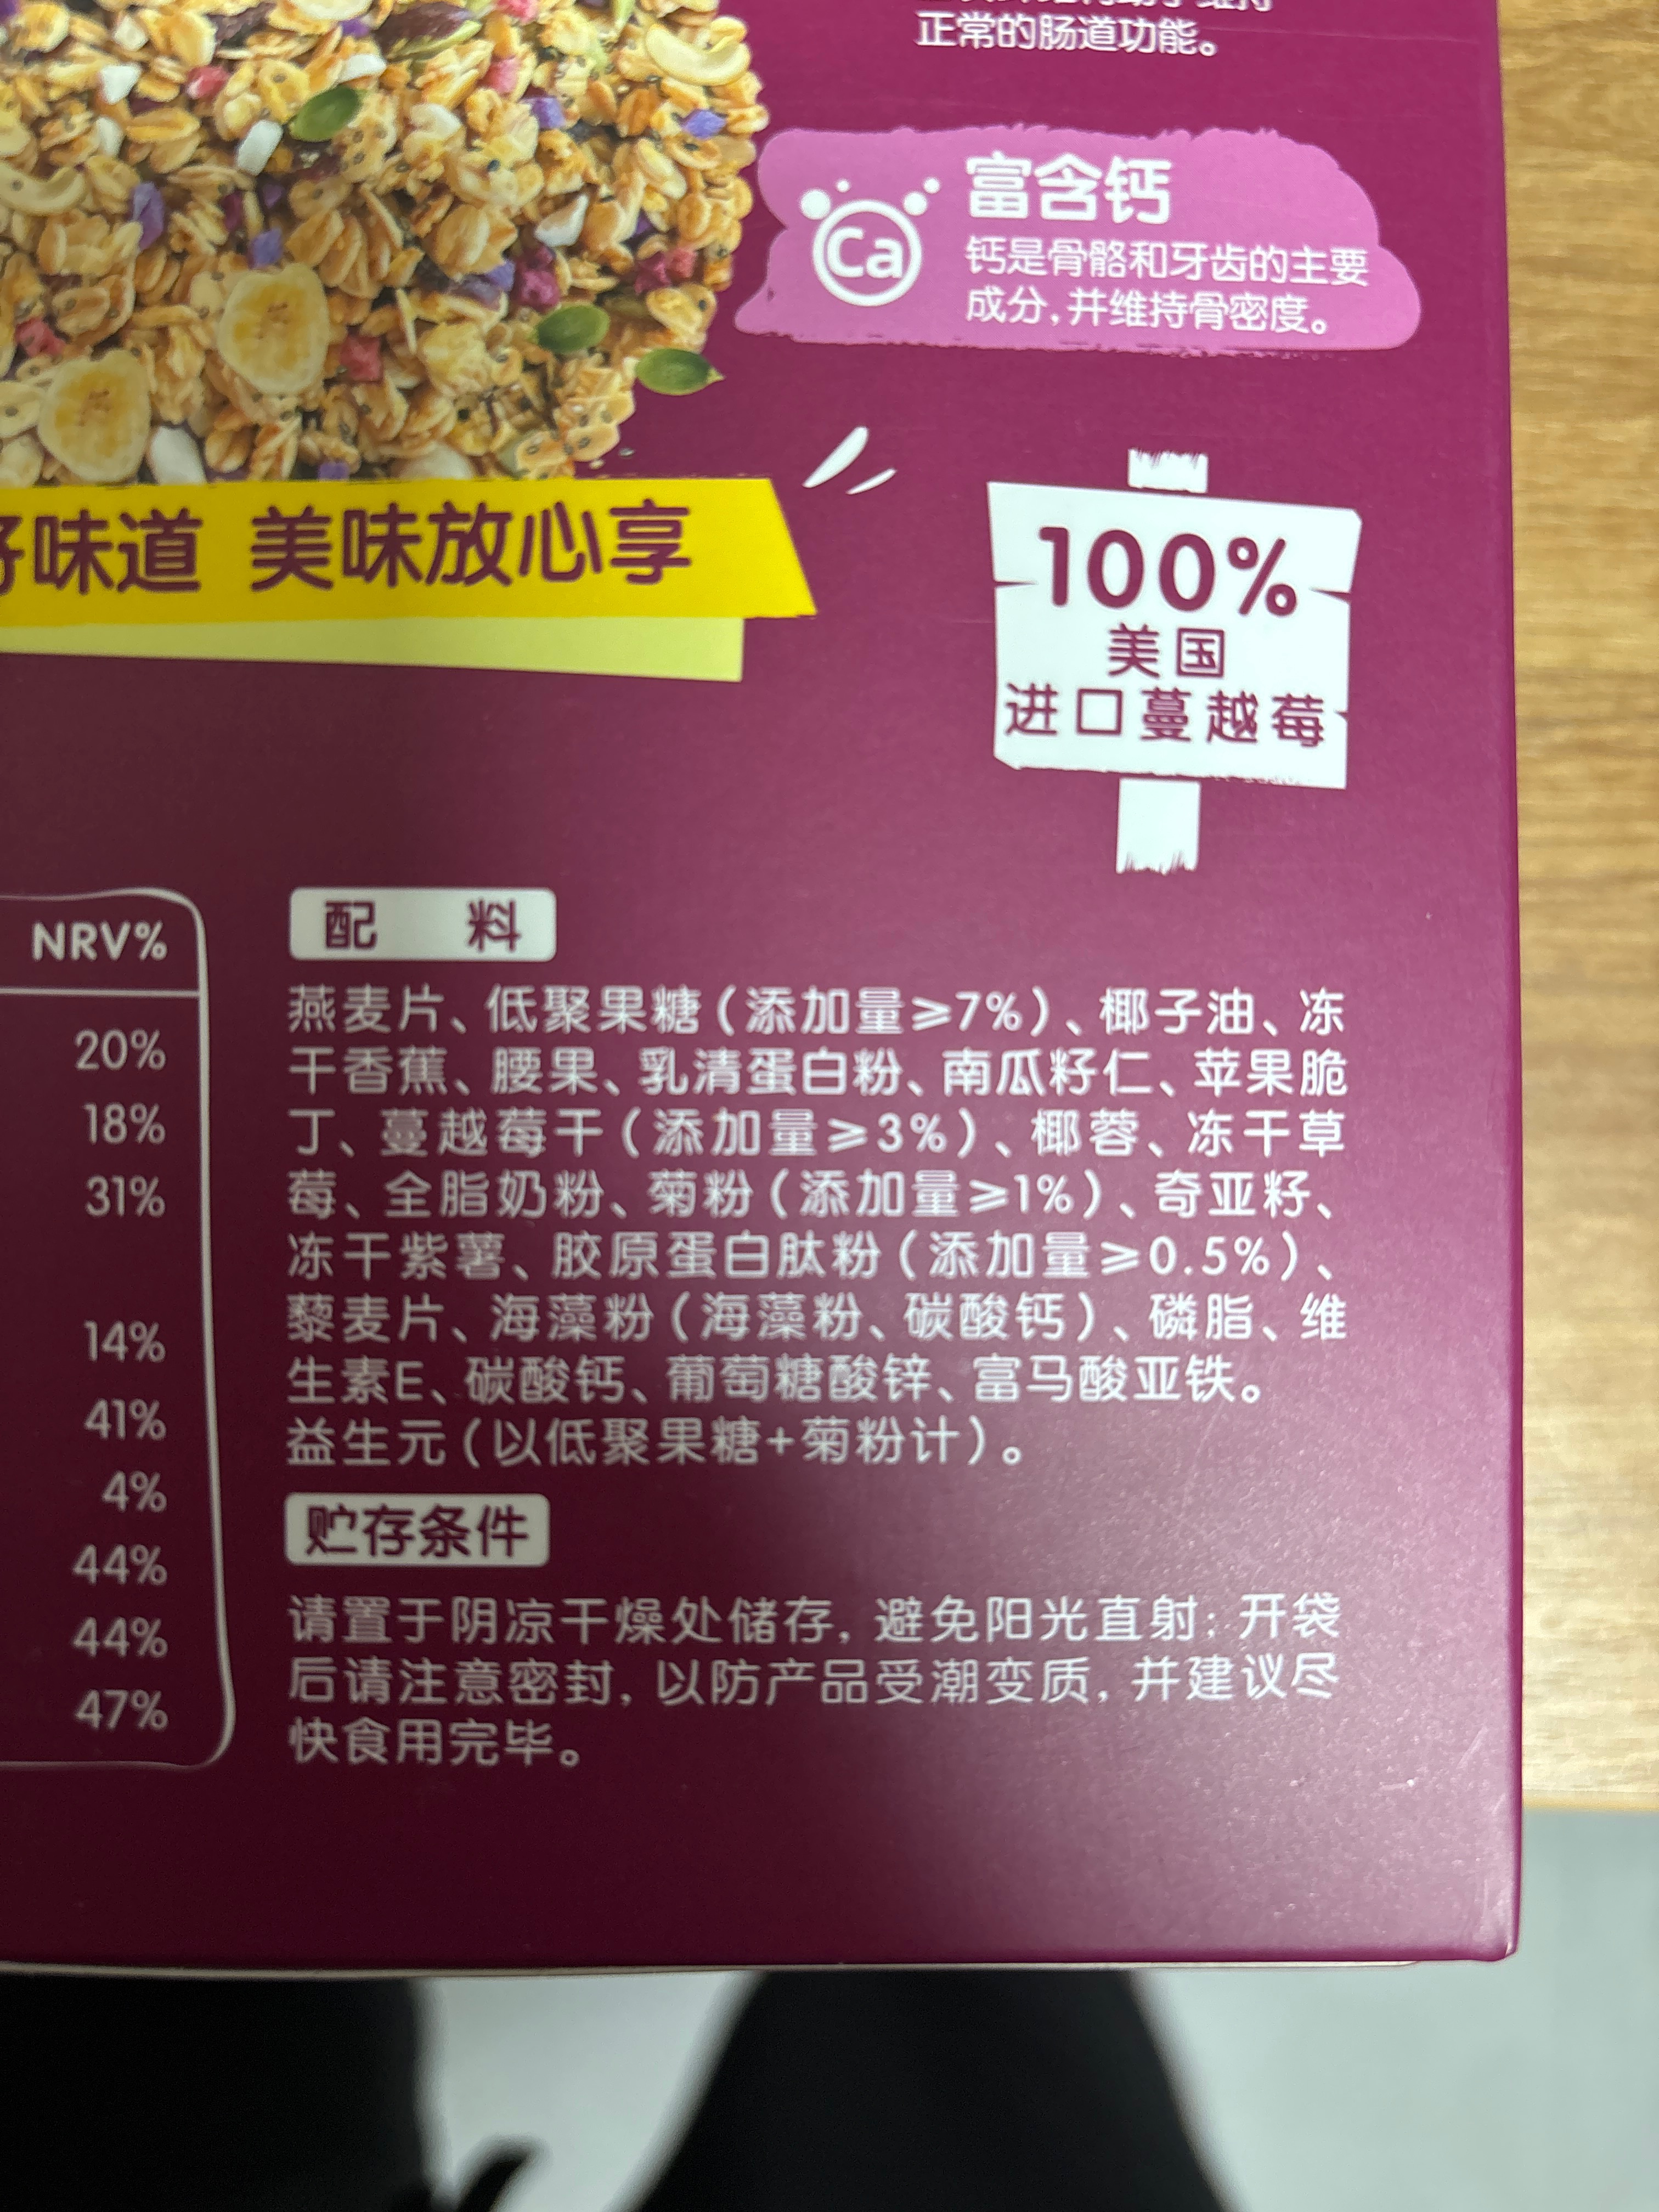 正常的肠道功能。
富含钙
Ca
钙是骨骼和牙齿的主要
成分，并维持骨密度。
味道 美味放心享
100%
美国
进口蔓越莓
NRV%
20%
18%
31%
14%
41%
4%
44%
44%
47%
配 料
燕麦片、低聚果糖（添加量≥7%）、椰子油、冻
干香蕉、腰果、乳清蛋白粉、南瓜籽仁、苹果脆
丁、蔓越莓干（添加量≥3%）、椰蓉、冻干草
莓、全脂奶粉、菊粉（添加量≥1%）、奇亚籽、
冻干紫薯、胶原蛋白肽粉（添加量≥0.5%）、
藜麦片、海藻粉（海藻粉、碳酸钙）、磷脂、维
生素E、碳酸钙、葡萄糖酸锌、富马酸亚铁。
益生元（以低聚果糖+菊粉计）。
贮存条件
请置于阴凉干燥处储存，避免阳光直射；开袋
后请注意密封，以防产品受潮变质，并建议尽
快食用完毕。